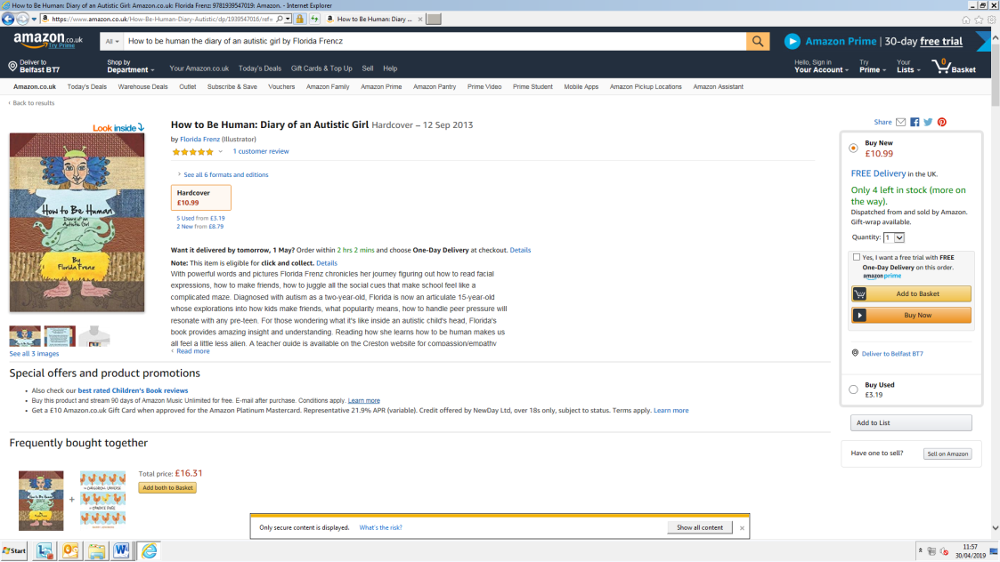 How to Be Human: Diary of an Autistic Girl: Amazon.co.uk: Florida Frenz: 9781939547019: Amazon. - Internet Explorer
https://www.amazon.co.uk/How-Be-Human-Diary-Autistic/dp/1939547016/ref=
How to Be Human: Diary ...
amazon.co.uk
Try Prime
All
How to be human the diary of an autistic girl by Florida Frencz
Amazon Prime | 30-day free trial
Deliver to
Belfast BT7
Shop by
Department
Your Amazon.co.uk Today's Deals Gift Cards & Top Up Sell Help
Hello, Sign in
Your Account
Try
Prime
Your
Lists
0
Basket
Amazon.co.uk Today's Deals Warehouse Deals Outlet Subscribe & Save Vouchers Amazon Family Amazon Prime Amazon Pantry Prime Video Prime Student Mobile Apps Amazon Pickup Locations Amazon Assistant
‹ Back to results
Look inside
How to Be Human
Diary of an
Autistic Girl
By
Florida Frenz
See all 3 images
How to Be Human: Diary of an Autistic Girl Hardcover – 12 Sep 2013
by Florida Frenz (Illustrator)
1 customer review
› See all 6 formats and editions
Hardcover
£10.99
5 Used from £3.19
2 New from £8.79
Want it delivered by tomorrow, 1 May? Order within 2 hrs 2 mins and choose One-Day Delivery at checkout. Details
Note: This item is eligible for click and collect. Details
With powerful words and pictures Florida Frenz chronicles her journey figuring out how to read facial
expressions, how to make friends, how to juggle all the social cues that make school feel like a
complicated maze. Diagnosed with autism as a two-year-old, Florida is now an articulate 15-year-old
whose explorations into how kids make friends, what popularity means, how to handle peer pressure will
resonate with any pre-teen. For those wondering what it's like inside an autistic child's head, Florida's
book provides amazing insight and understanding. Reading how she learns how to be human makes us
all feel a little less alien. A teacher guide is available on the Creston website for compassion/empathy
‹ Read more
Share
Buy New
£10.99
FREE Delivery in the UK.
Only 4 left in stock (more on
the way).
Dispatched from and sold by Amazon.
Gift-wrap available.
Quantity: 1
Yes, I want a free trial with FREE
One-Day Delivery on this order.
amazon prime
Add to Basket
Buy Now
Deliver to Belfast BT7
Buy Used
£3.19
Add to List
Have one to sell?
Sell on Amazon
Special offers and product promotions
Also check our best rated Children's Book reviews
Buy this product and stream 90 days of Amazon Music Unlimited for free. E-mail after purchase. Conditions apply. Learn more
Get a £10 Amazon.co.uk Gift Card when approved for the Amazon Platinum Mastercard. Representative 21.9% APR (variable). Credit offered by NewDay Ltd, over 18s only, subject to status. Terms apply. Learn more
Frequently bought together
+
Total price: £16.31
Add both to Basket
Only secure content is displayed. What's the risk?
Show all content
Start
11:57
30/04/2019